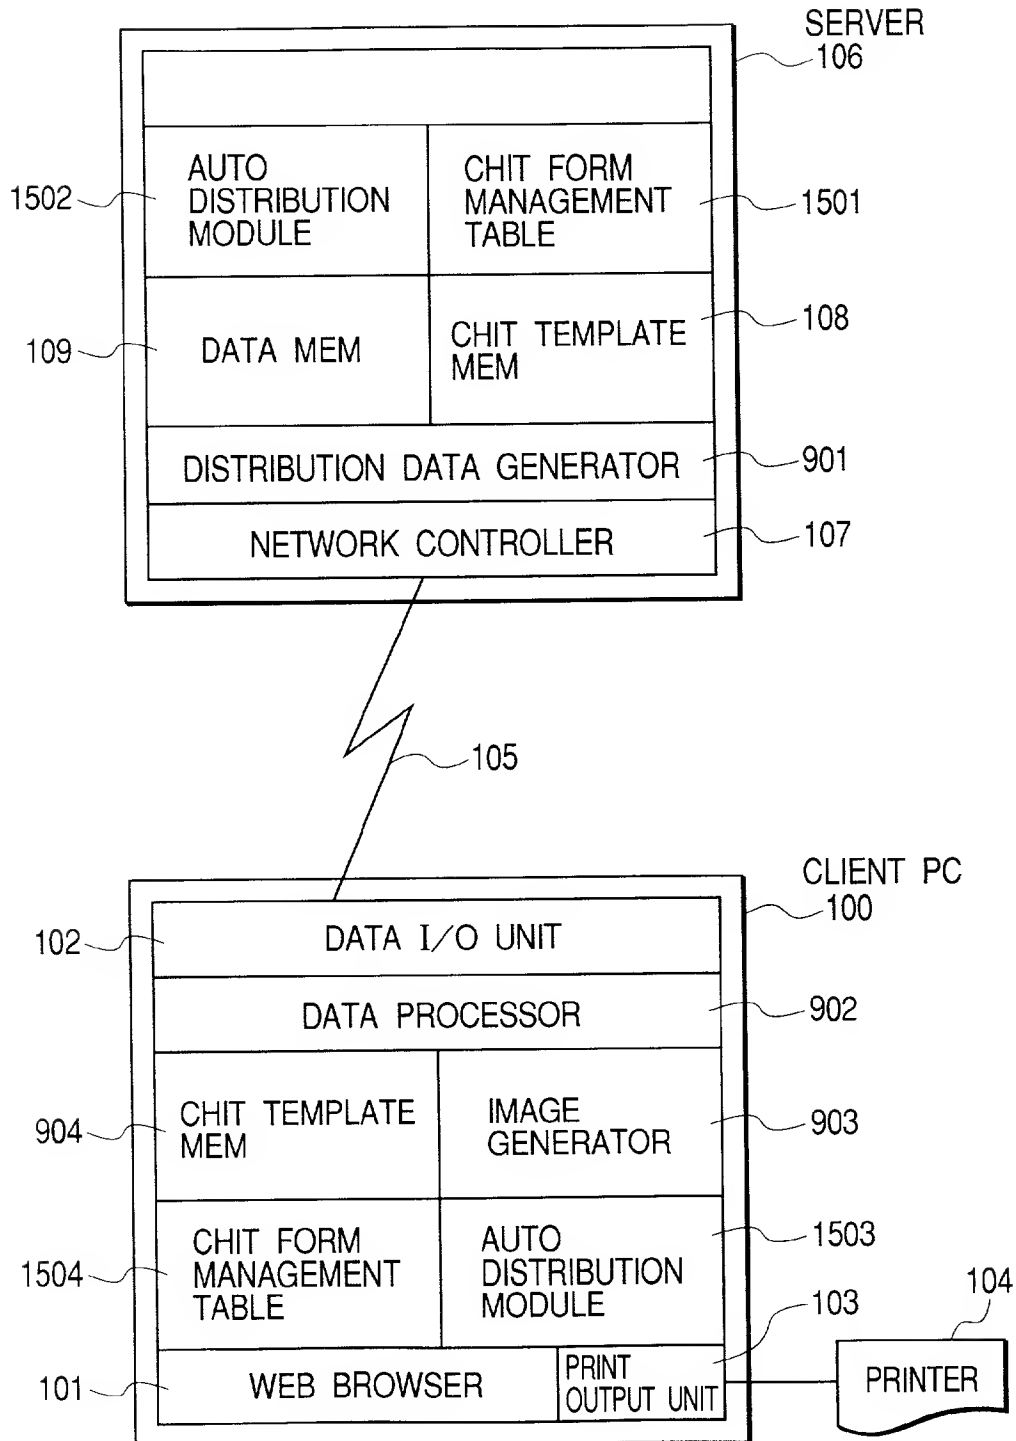 SERVER
106
AUTO
DISTRIBUTION
MODULE
1502
CHIT FORM
MANAGEMENT
TABLE
1501
DATA MEM
109
CHIT TEMPLATE
MEM
108
DISTRIBUTION DATA GENERATOR
901
NETWORK CONTROLLER
107
105
CLIENT PC
100
DATA I/O UNIT
102
DATA PROCESSOR
902
CHIT TEMPLATE
MEM
904
IMAGE
GENERATOR
903
CHIT FORM
MANAGEMENT
TABLE
1504
AUTO
DISTRIBUTION
MODULE
1503
WEB BROWSER
101
PRINT
OUTPUT UNIT
103
PRINTER
104